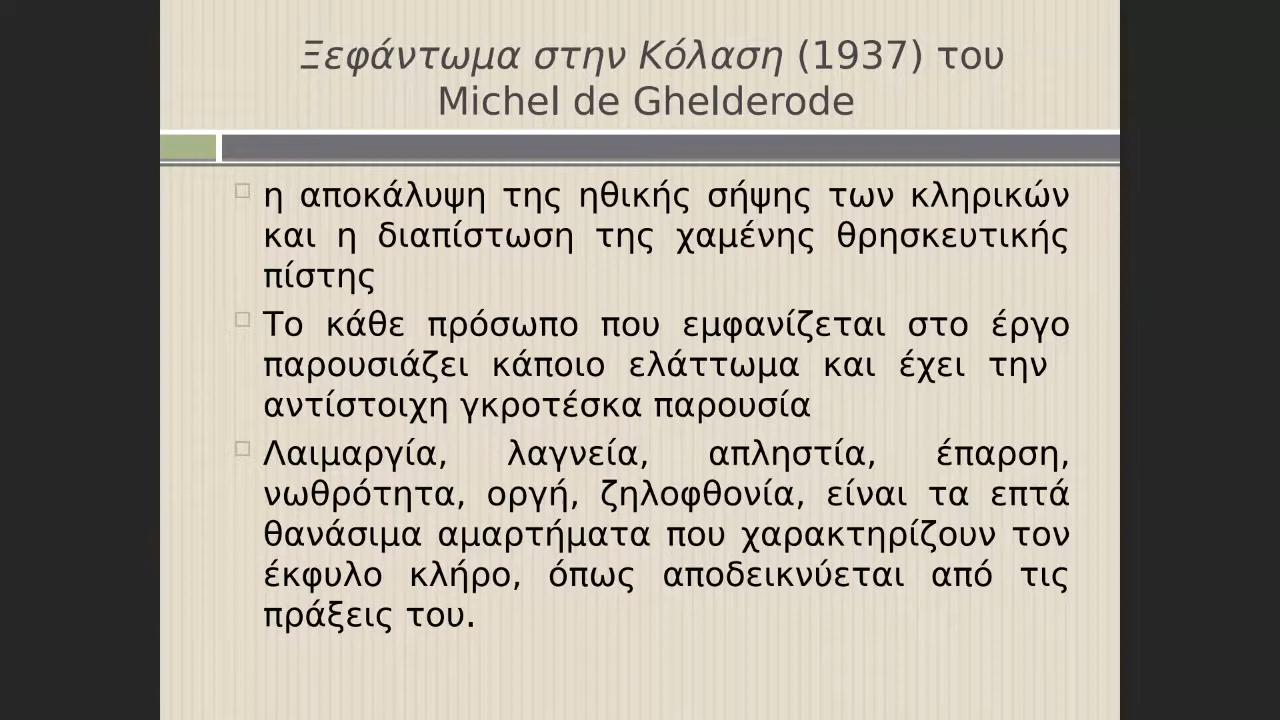 Ξεφάντωμα στην Κόλαση (1937) του
Michel de Ghelderode
η αποκάλυψη της ηθικής σήψης των κληρικών
και η διαπίστωση της χαμένης θρησκευτικής
πίστης
Το κάθε πρόσωπο που εμφανίζεται στο έργο
παρουσιάζει κάποιο ελάττωμα και έχει την
αντίστοιχη γκροτέσκα παρουσία
Λαιμαργία, λαγνεία, απληστία, έπαρση,
νωθρότητα, οργή, ζηλοφθονία, είναι τα επτά
θανάσιμα αμαρτήματα που χαρακτηρίζουν τον
έκφυλο κλήρο, όπως αποδεικνύεται από τις
πράξεις του.